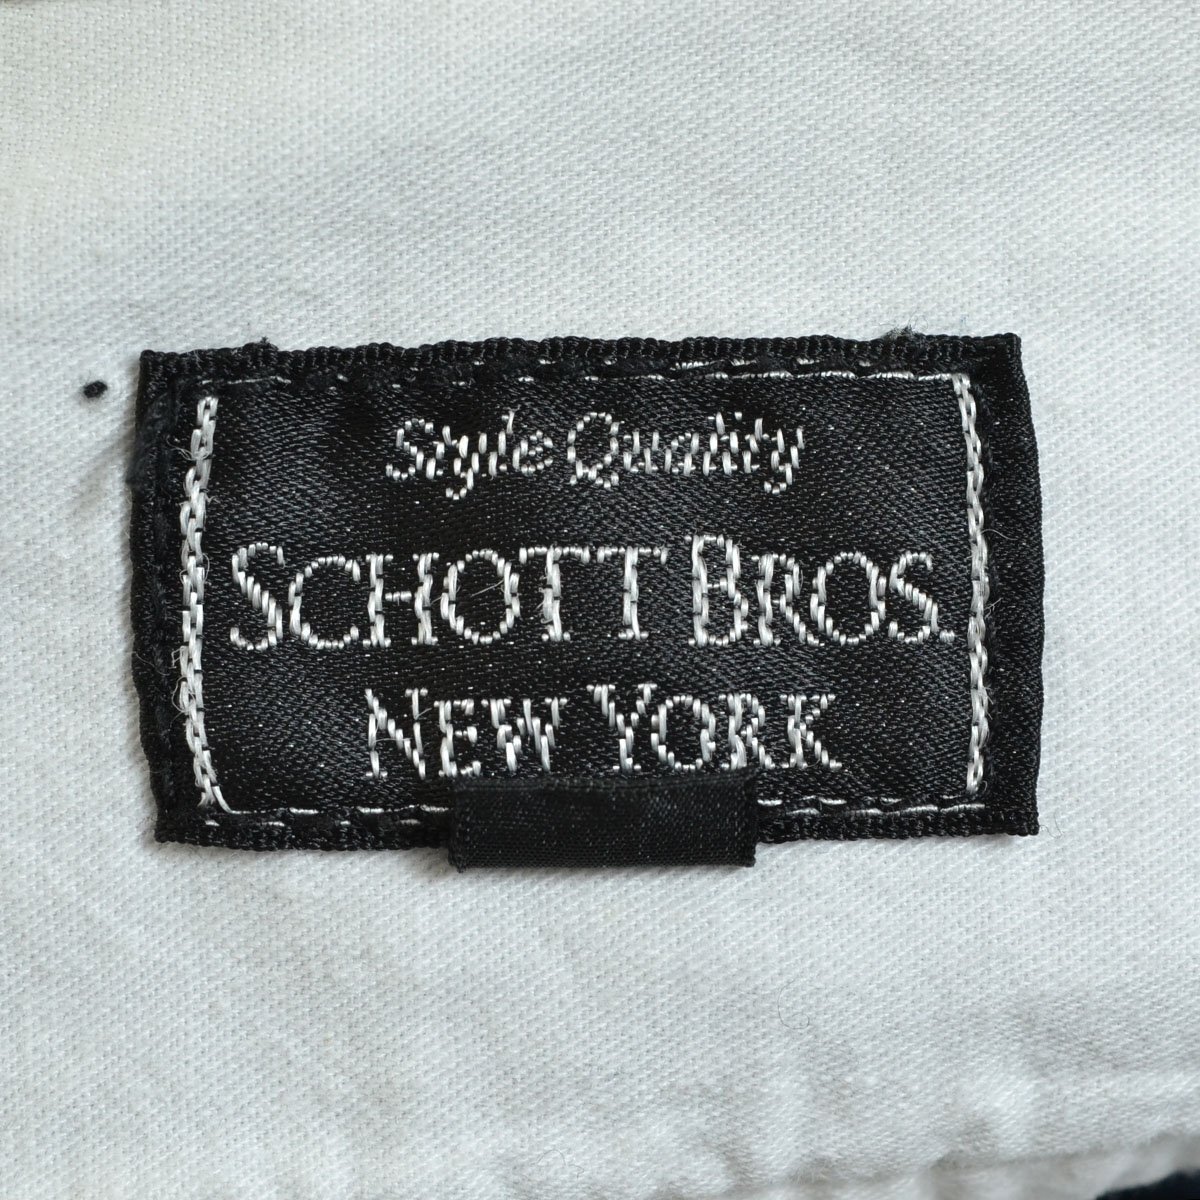 Style Quality
SCHOTT BROS.
NEW YORK